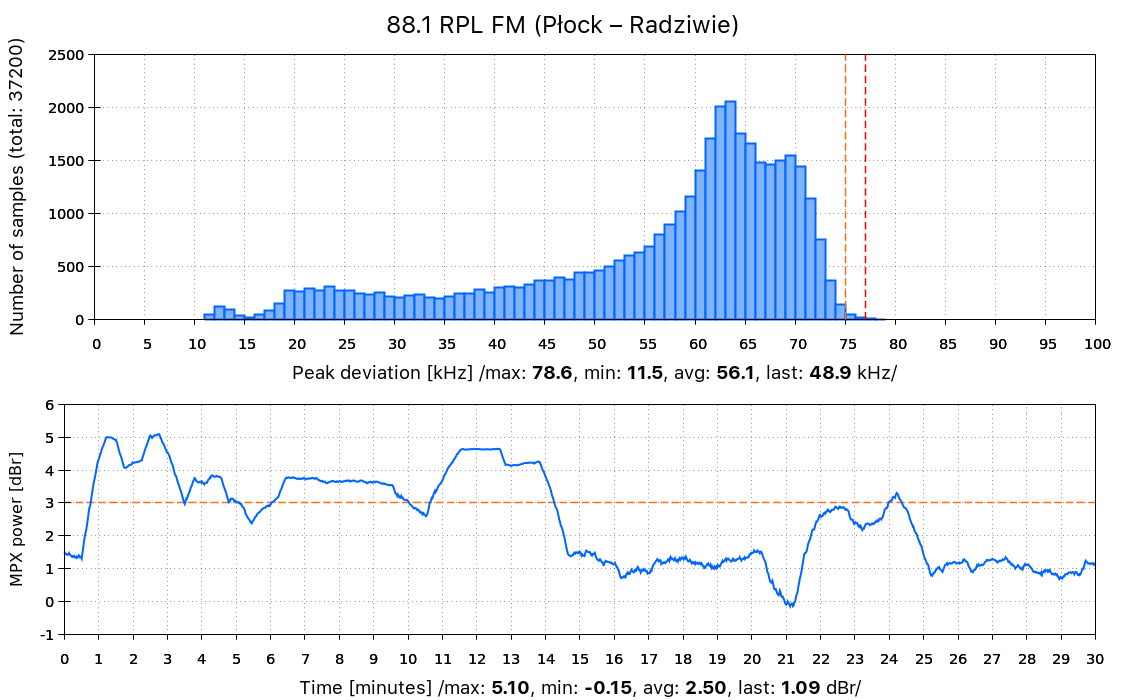 88.1 RPL FM (Płock – Radziwie)
Number of samples (total: 37200)
2500
2000
1500
1000
500
0
0 5 10 15 20 25 30 35 40 45 50 55 60 65 70 75 80 85 90 95 100
Peak deviation [kHz] /max: 78.6, min: 11.5, avg: 56.1, last: 48.9 kHz/
MPX power [dBr]
6
5
4
3
2
1
0
-1
0 1 2 3 4 5 6 7 8 9 10 11 12 13 14 15 16 17 18 19 20 21 22 23 24 25 26 27 28 29 30
Time [minutes] /max: 5.10, min: -0.15, avg: 2.50, last: 1.09 dBr/